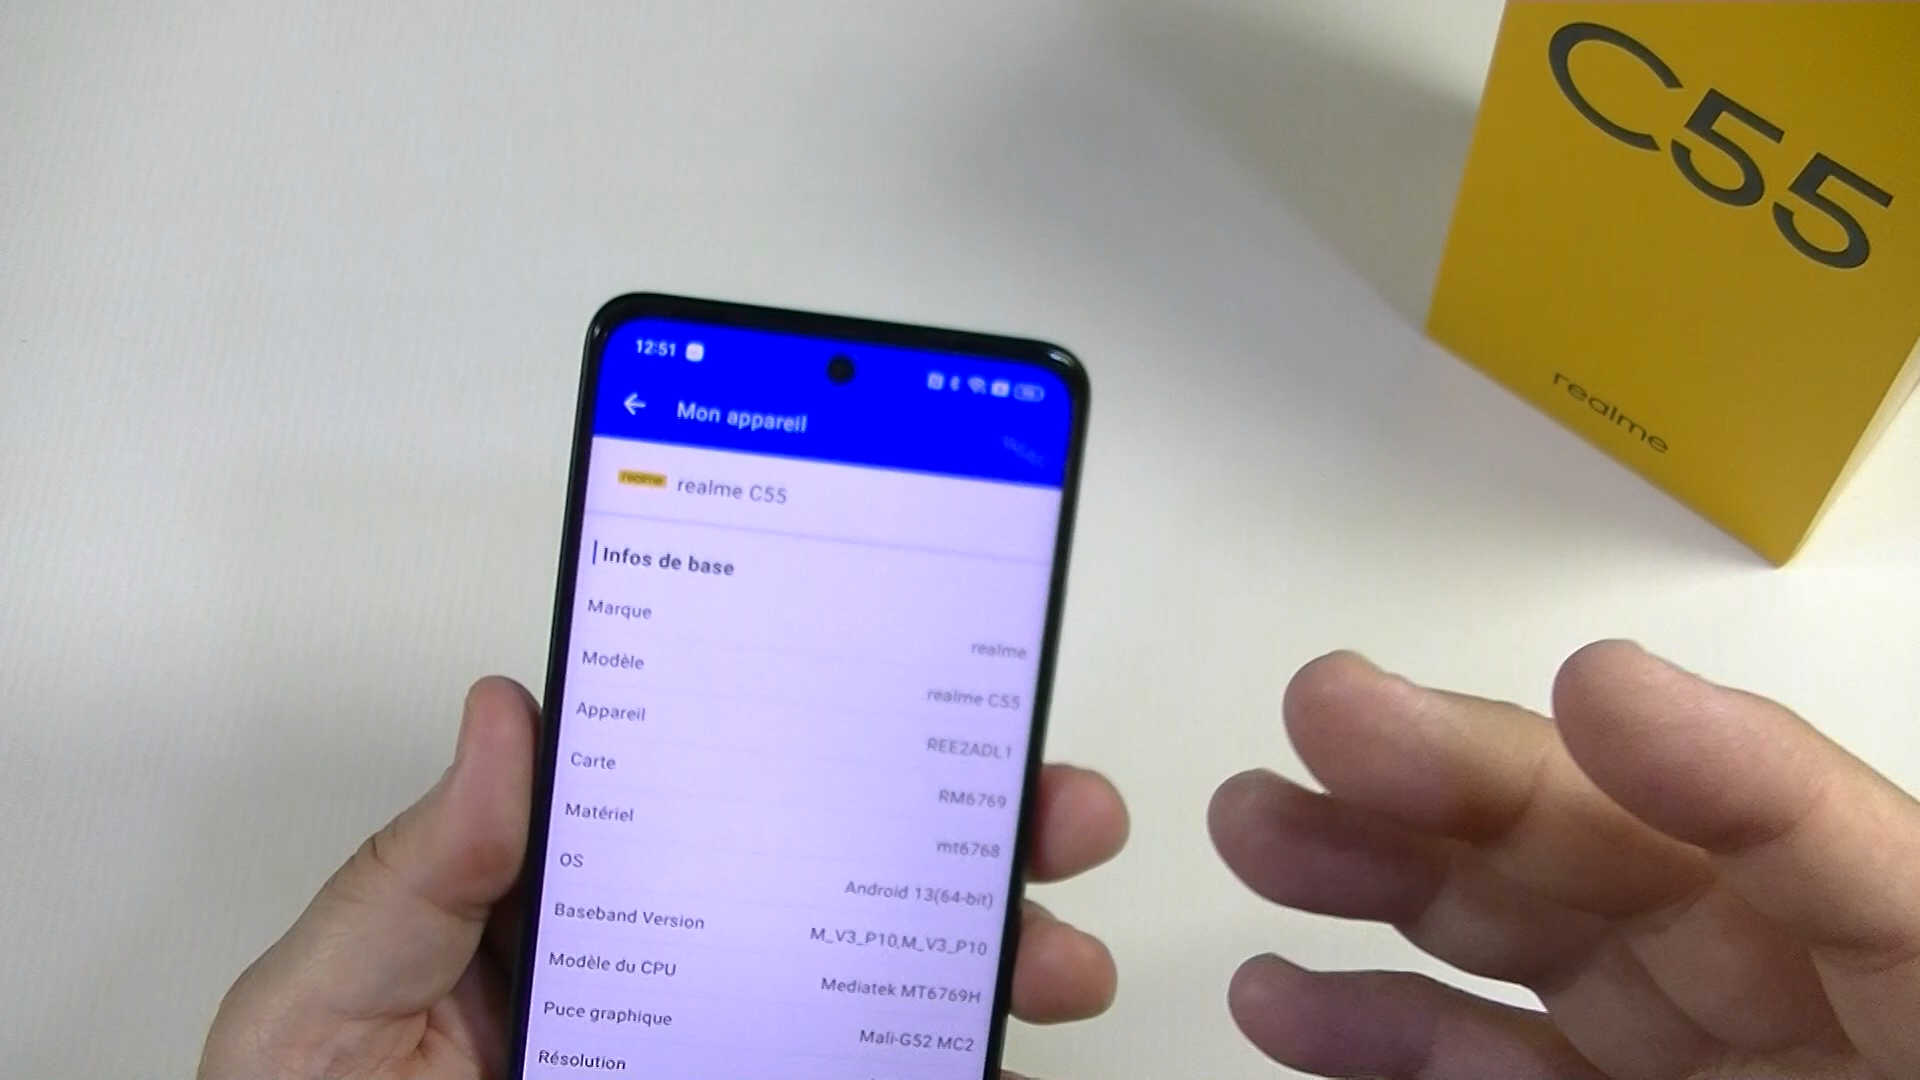 C55
realme
12:51
Mon appareil
realme realme C55
Infos de base
Marque
realme
Modèle
realme C55
Appareil
REE2ADL1
Carte
RM6769
Matériel
mt6768
OS
Android 13(64-bit)
Baseband Version
M_V3_P10,M_V3_P10
Modèle du CPU
Mediatek MT6769H
Puce graphique
Mali-G52 MC2
Résolution